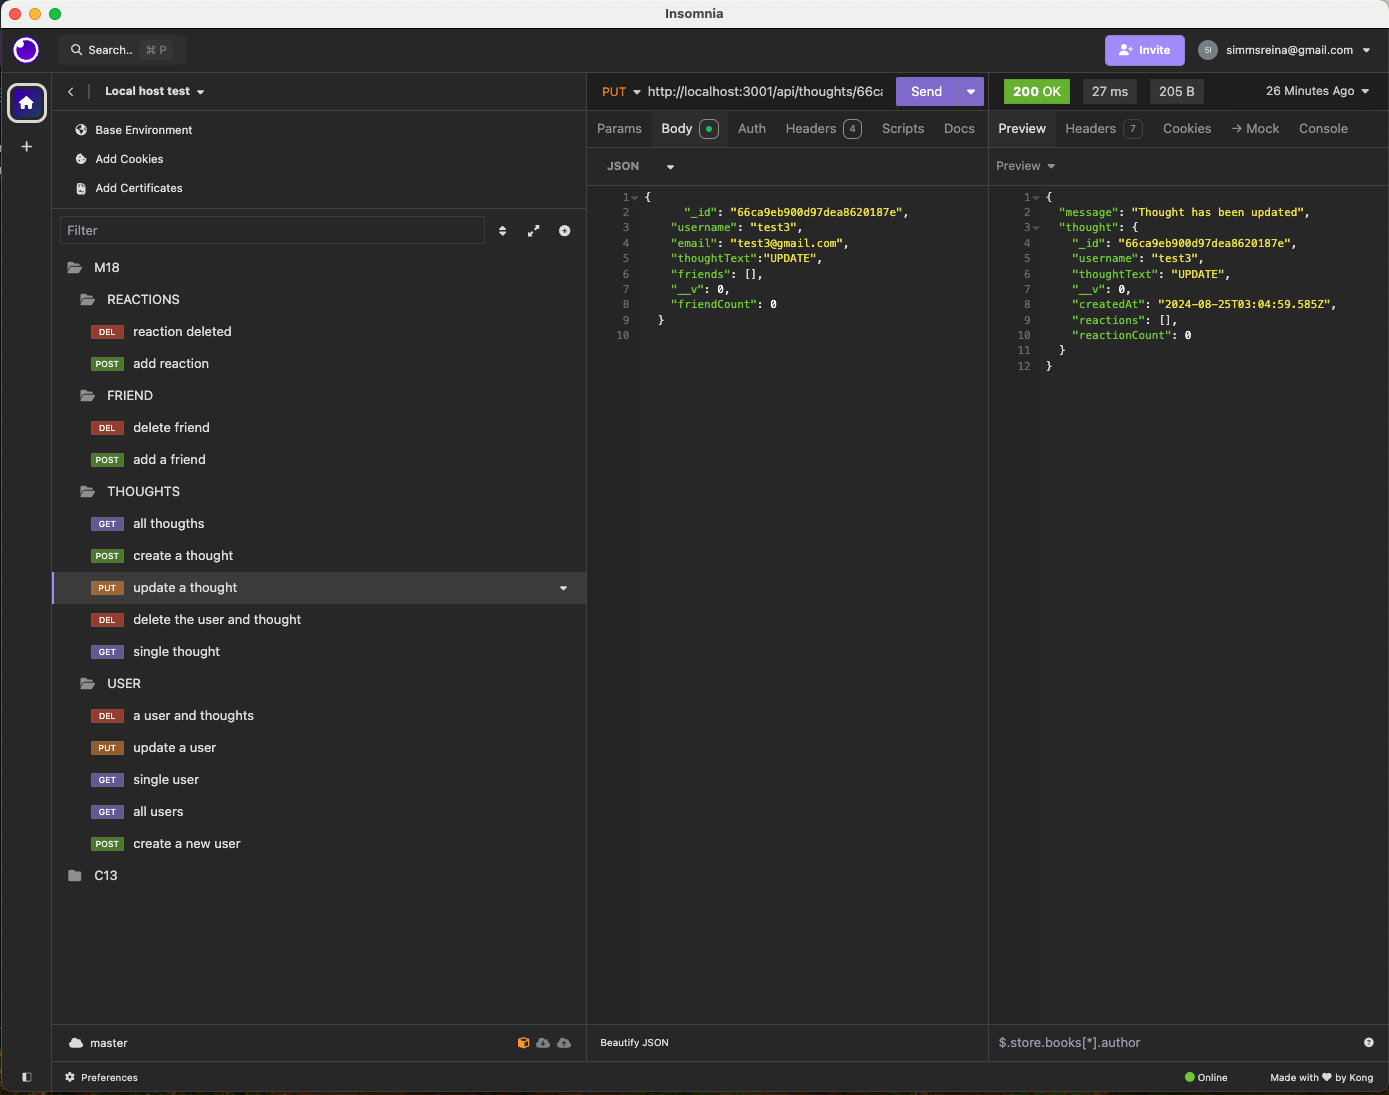 Insomnia
Search.. ⌘ P
Invite
SI simmsreina@gmail.com
Local host test
Base Environment
Add Cookies
Add Certificates
Filter
M18
REACTIONS
DEL reaction deleted
POST add reaction
FRIEND
DEL delete friend
POST add a friend
THOUGHTS
GET all thougths
POST create a thought
PUT update a thought
DEL delete the user and thought
GET single thought
USER
DEL a user and thoughts
PUT update a user
GET single user
GET all users
POST create a new user
C13
master
Preferences
PUT http://localhost:3001/api/thoughts/66ca
Send
Params Body Auth Headers 4 Scripts Docs
JSON
1 {
2 "_id": "66ca9eb900d97dea8620187e",
3 "username": "test3",
4 "email": "test3@gmail.com",
5 "thoughtText":"UPDATE",
6 "friends": [],
7 "__v": 0,
8 "friendCount": 0
9 }
10
Beautify JSON
200 OK 27 ms 205 B 26 Minutes Ago
Preview Headers 7 Cookies → Mock Console
Preview
1 {
2 "message": "Thought has been updated",
3 "thought": {
4 "_id": "66ca9eb900d97dea8620187e",
5 "username": "test3",
6 "thoughtText": "UPDATE",
7 "__v": 0,
8 "createdAt": "2024-08-25T03:04:59.585Z",
9 "reactions": [],
10 "reactionCount": 0
11 }
12 }
$.store.books[*].author
Online
Made with ♥ by Kong